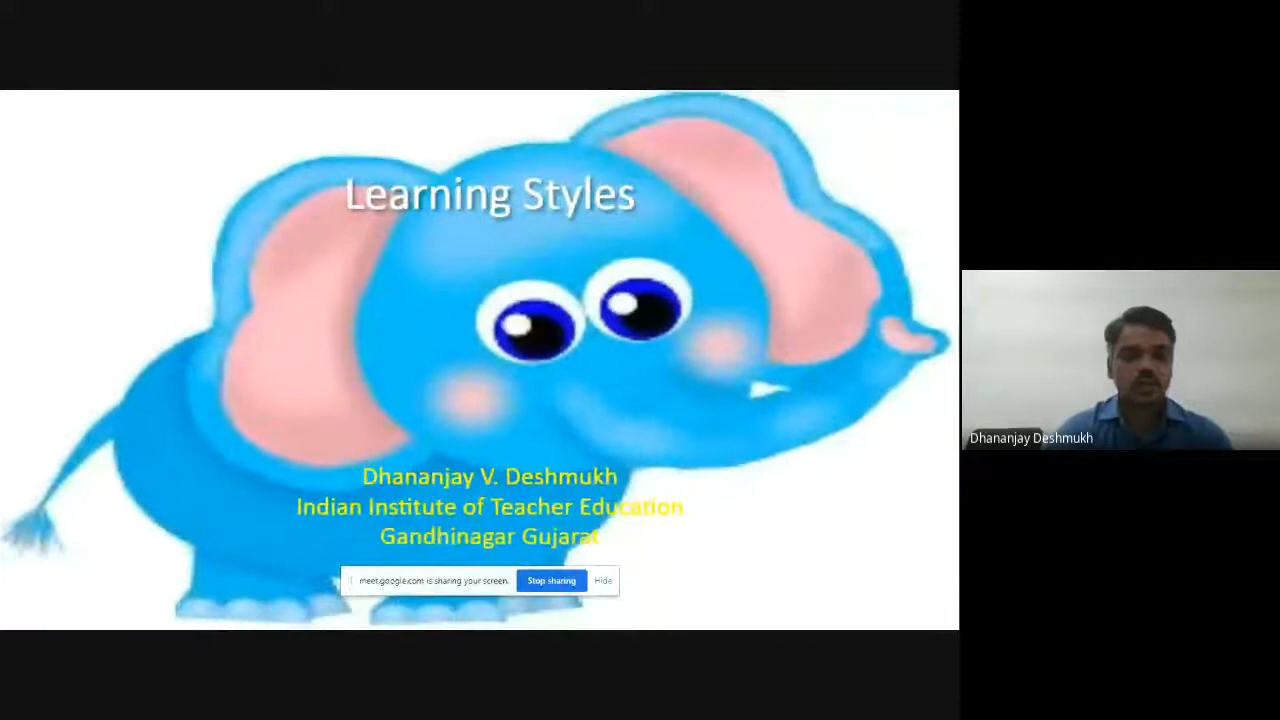 Learning Styles
Dhananjay V. Deshmukh
Indian Institute of Teacher Education
Gandhinagar Gujarat
meet.google.com is sharing your screen.
Stop sharing
Hide
Dhananjay Deshmukh